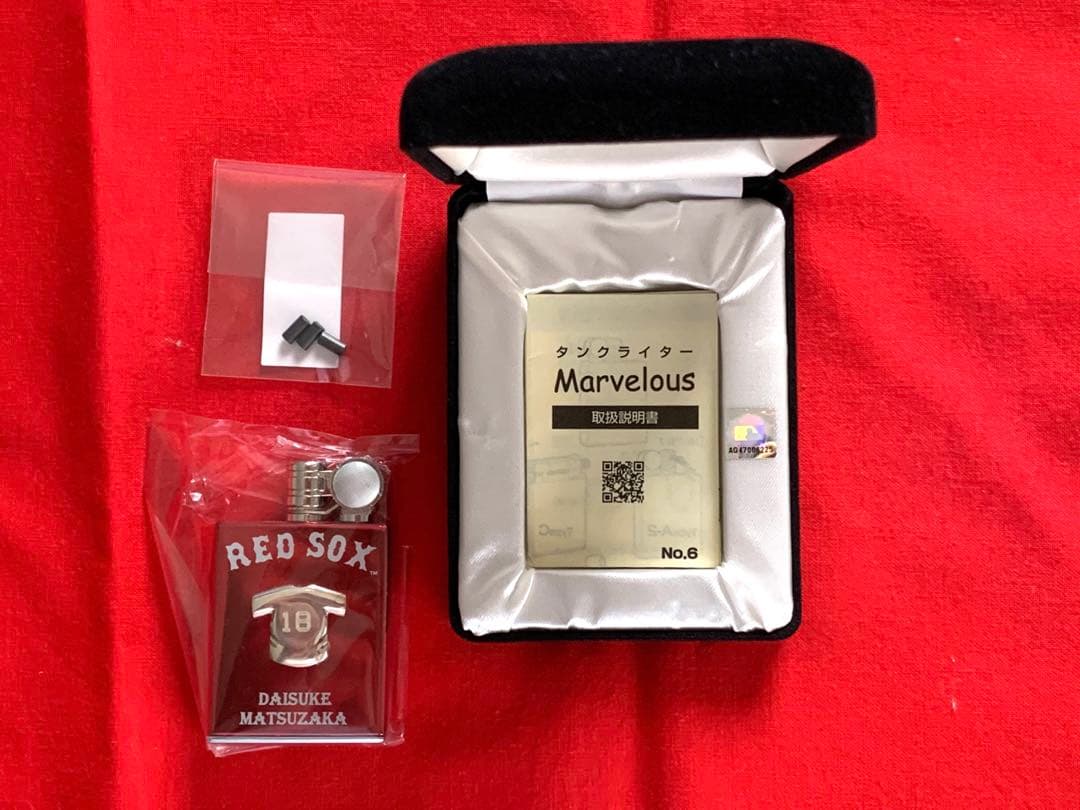 タンクライター
Marvelous
取扱説明書
No.6
RED SOX™
18
DAISUKE
MATSUZAKA